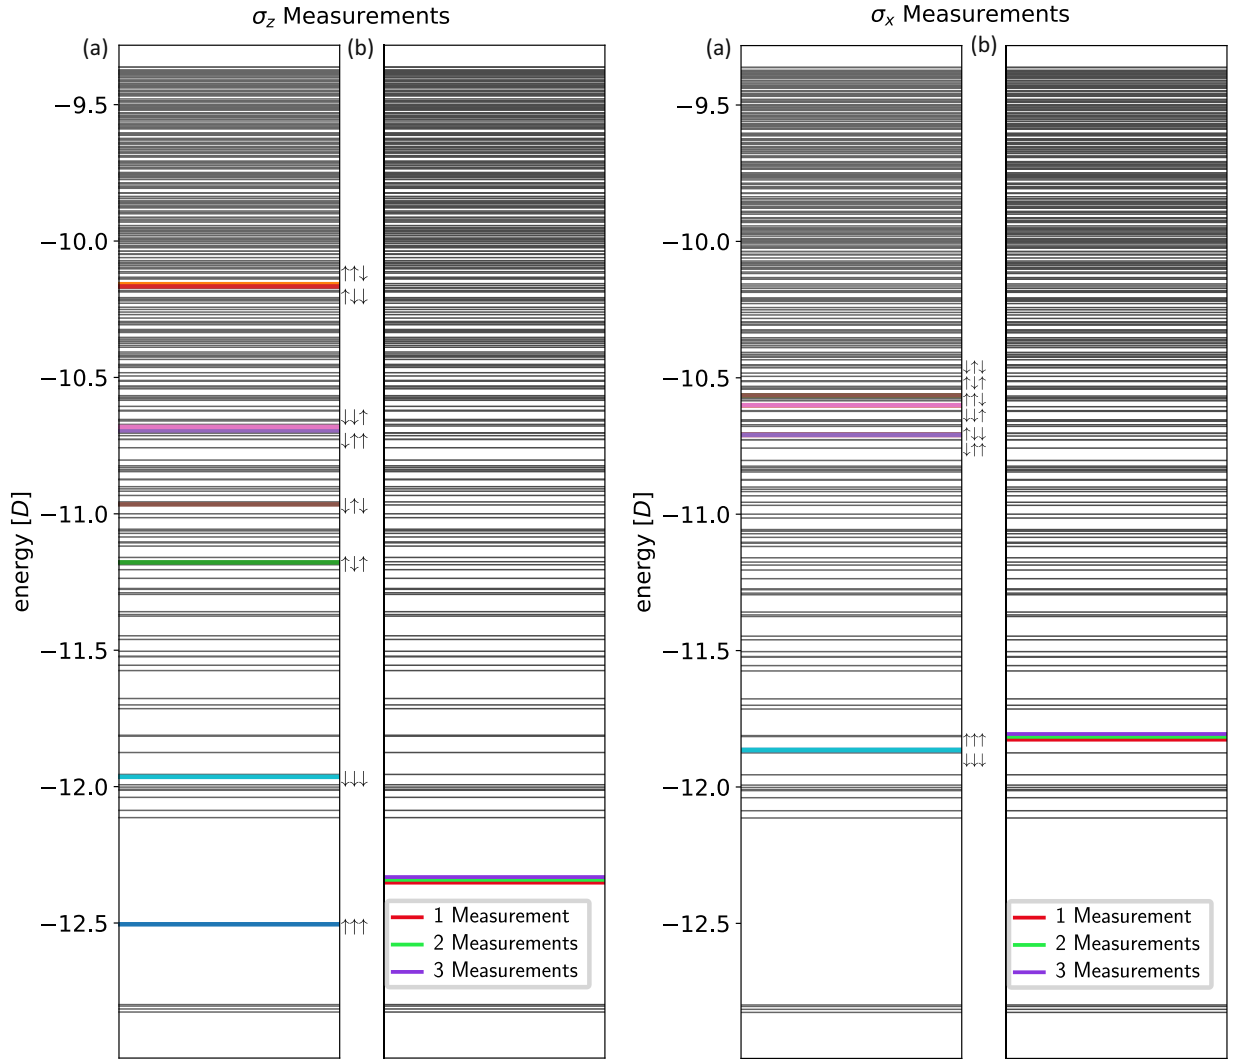 σz Measurements
(a)
(b)
−9.5
−10.0
−10.5
−11.0
−11.5
−12.0
−12.5
energy [D]
↑↑↓
↑↓↓
↓↓↑
↓↑↑
↓↑↓
↑↓↑
↓↓↓
↑↑↑
1 Measurement
2 Measurements
3 Measurements
σx Measurements
(a)
(b)
−9.5
−10.0
−10.5
−11.0
−11.5
−12.0
−12.5
energy [D]
↓↑↓
↑↓↑
↑↑↓
↓↓↑
↑↓↓
↓↑↑
↑↑↑
↓↓↓
1 Measurement
2 Measurements
3 Measurements